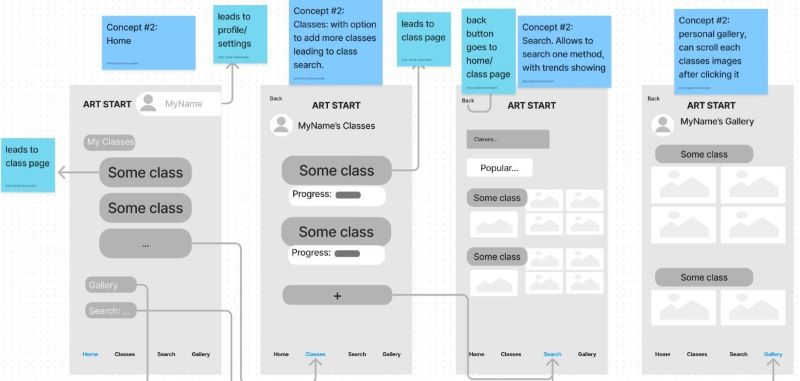 Concept #2:
Home
leads to
profile/
settings
Concept #2:
Classes: with option
to add more classes
leading to class
search.
leads to
class page
back
button
goes to
home/
class page
Concept #2:
Search. Allows to
search one method,
with trends showing
Concept #2:
personal gallery,
can scroll each
classes images
after clicking it
leads to
class page
ART START
MyName
My Classes
Some class
Some class
...
Gallery
Search: ...
Home Classes Search Gallery
Back
ART START
MyName's Classes
Some class
Progress:
Some class
Progress:
+
Home Classes Search Gallery
Back
ART START
Classes...
Popular...
Some class
Some class
Home Classes Search Gallery
Back
ART START
MyName's Gallery
Some class
Some class
Home Classes Search Gallery